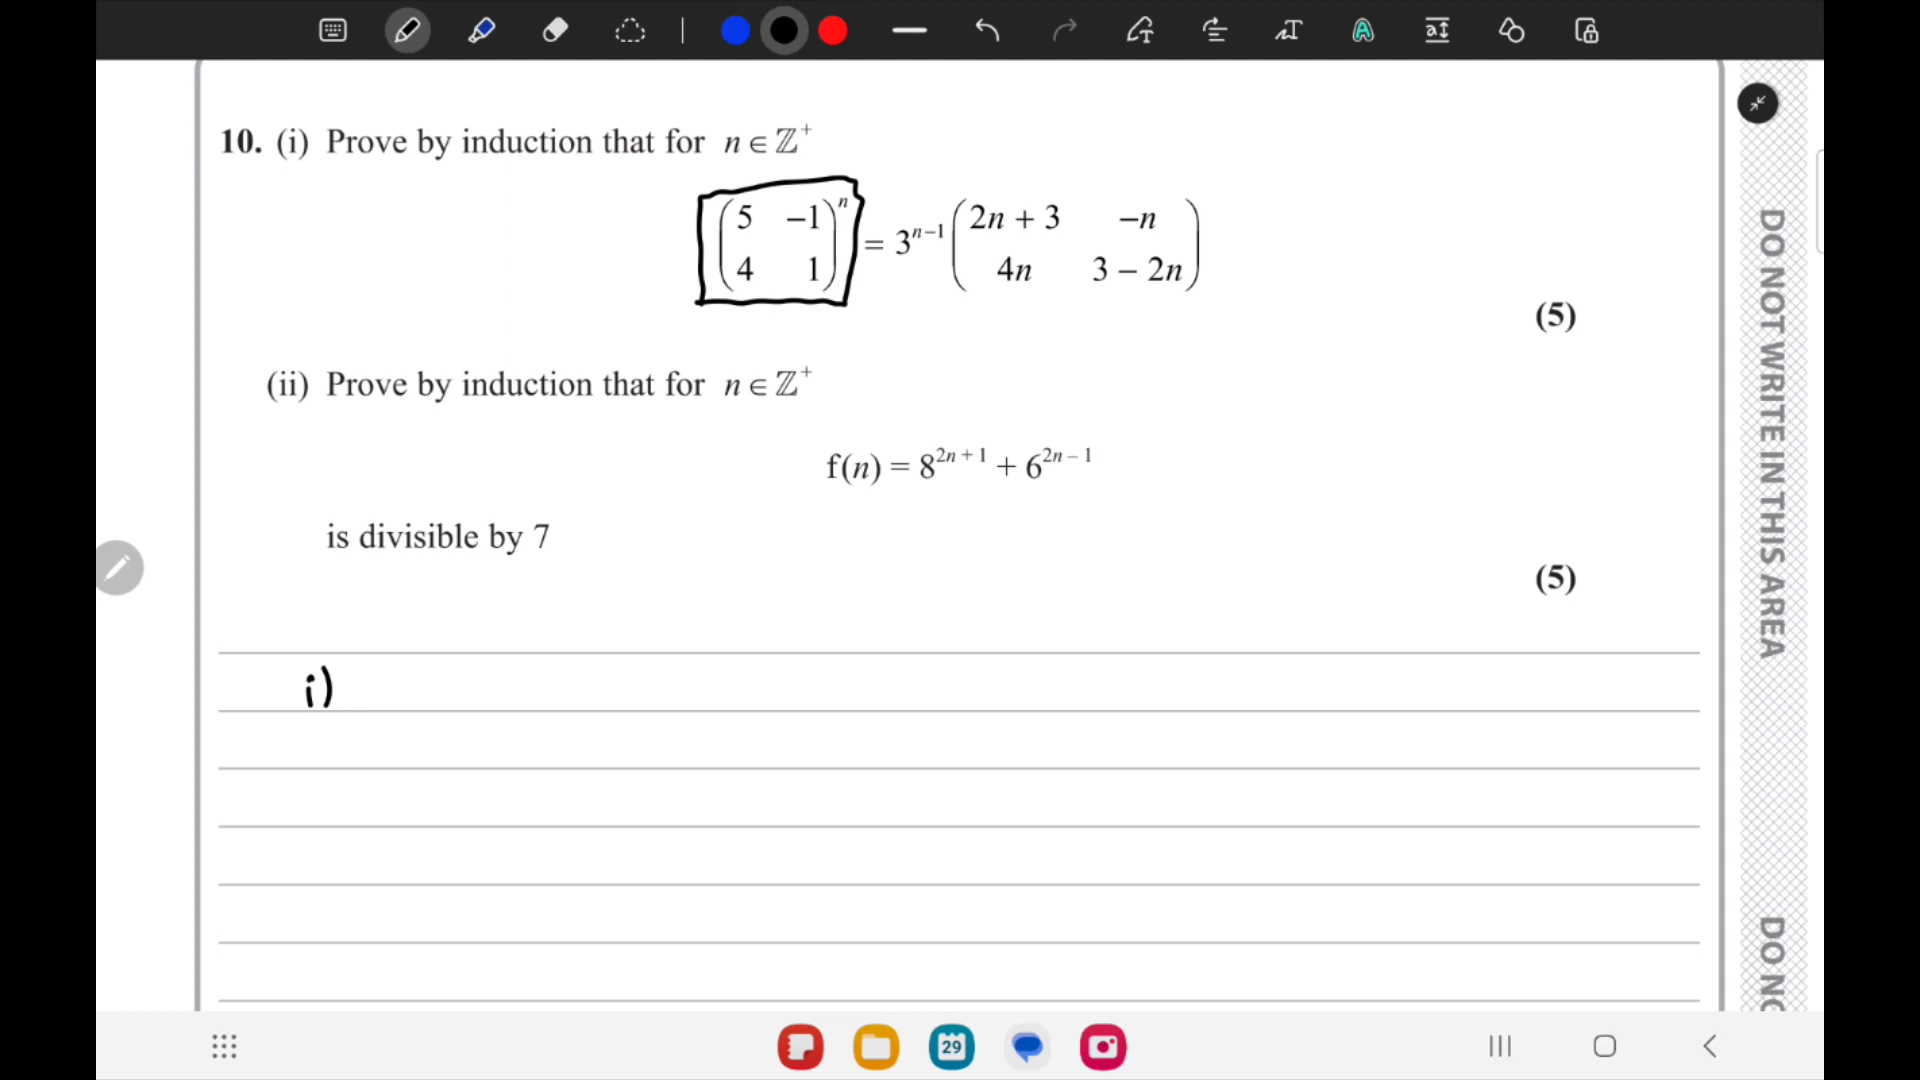 10. (i) Prove by induction that for n ∈ ℤ⁺
(5 −1
4 1)ⁿ = 3ⁿ⁻¹ (2n + 3 −n
4n 3 − 2n)
(5)
(ii) Prove by induction that for n ∈ ℤ⁺
f(n) = 8²ⁿ⁺¹ + 6²ⁿ⁻¹
is divisible by 7
(5)
i)
DO NOT WRITE IN THIS AREA
DO NO
29